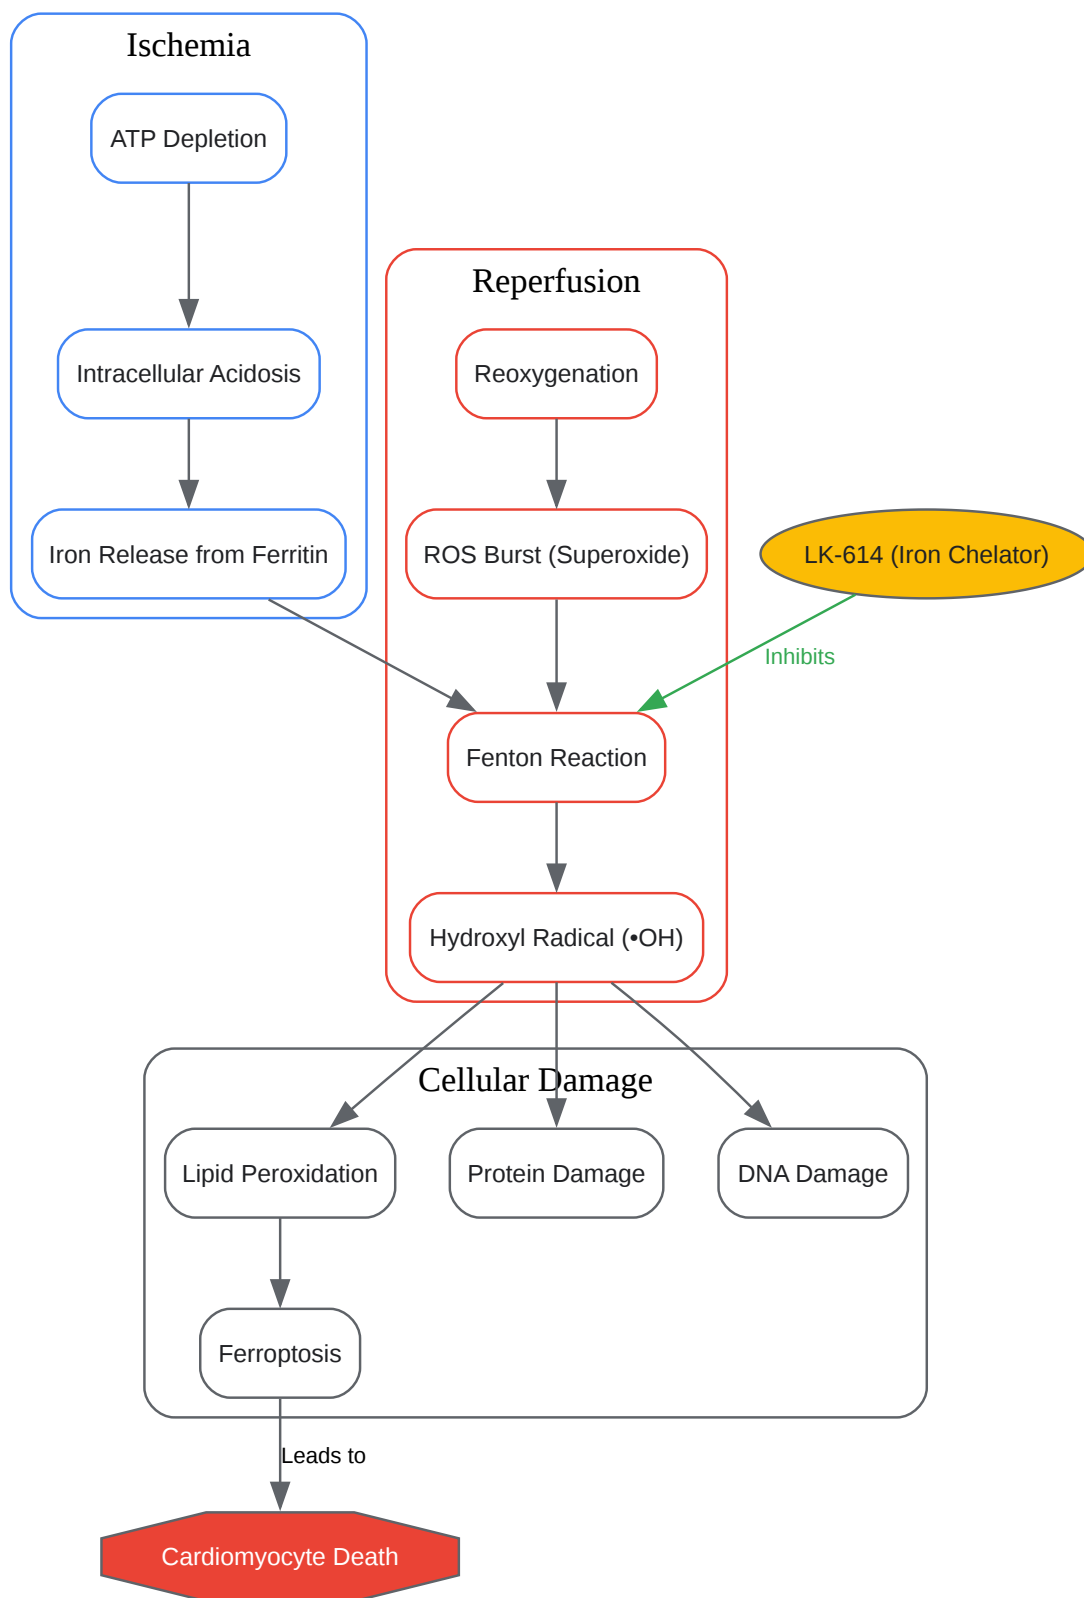 Ischemia
ATP Depletion
Intracellular Acidosis
Iron Release from Ferritin
Reperfusion
Reoxygenation
ROS Burst (Superoxide)
LK-614 (Iron Chelator)
Inhibits
Fenton Reaction
Hydroxyl Radical (•OH)
Cellular Damage
Lipid Peroxidation
Protein Damage
DNA Damage
Ferroptosis
Leads to
Cardiomyocyte Death